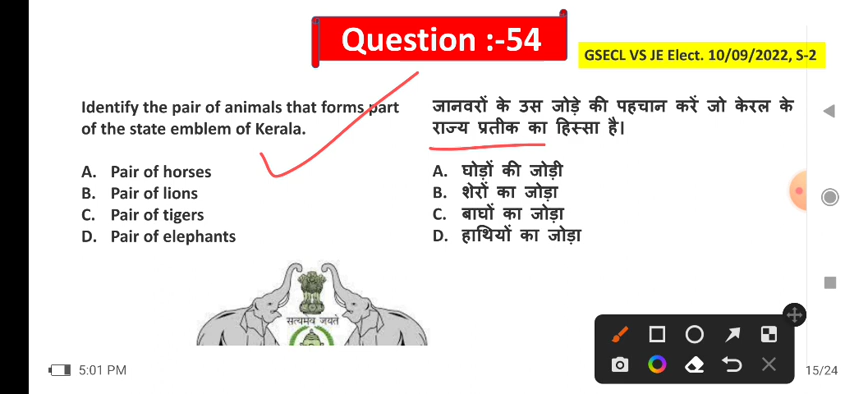 Question :-54
GSECL VS JE Elect. 10/09/2022, S-2
Identify the pair of animals that forms part
of the state emblem of Kerala.
A. Pair of horses
B. Pair of lions
C. Pair of tigers
D. Pair of elephants
जानवरों के उस जोड़े की पहचान करें जो केरल के
राज्य प्रतीक का हिस्सा है।
A. घोड़ों की जोड़ी
B. शेरों का जोड़ा
C. बाघों का जोड़ा
D. हाथियों का जोड़ा
सत्यमेव जयते
5:01 PM
15/24